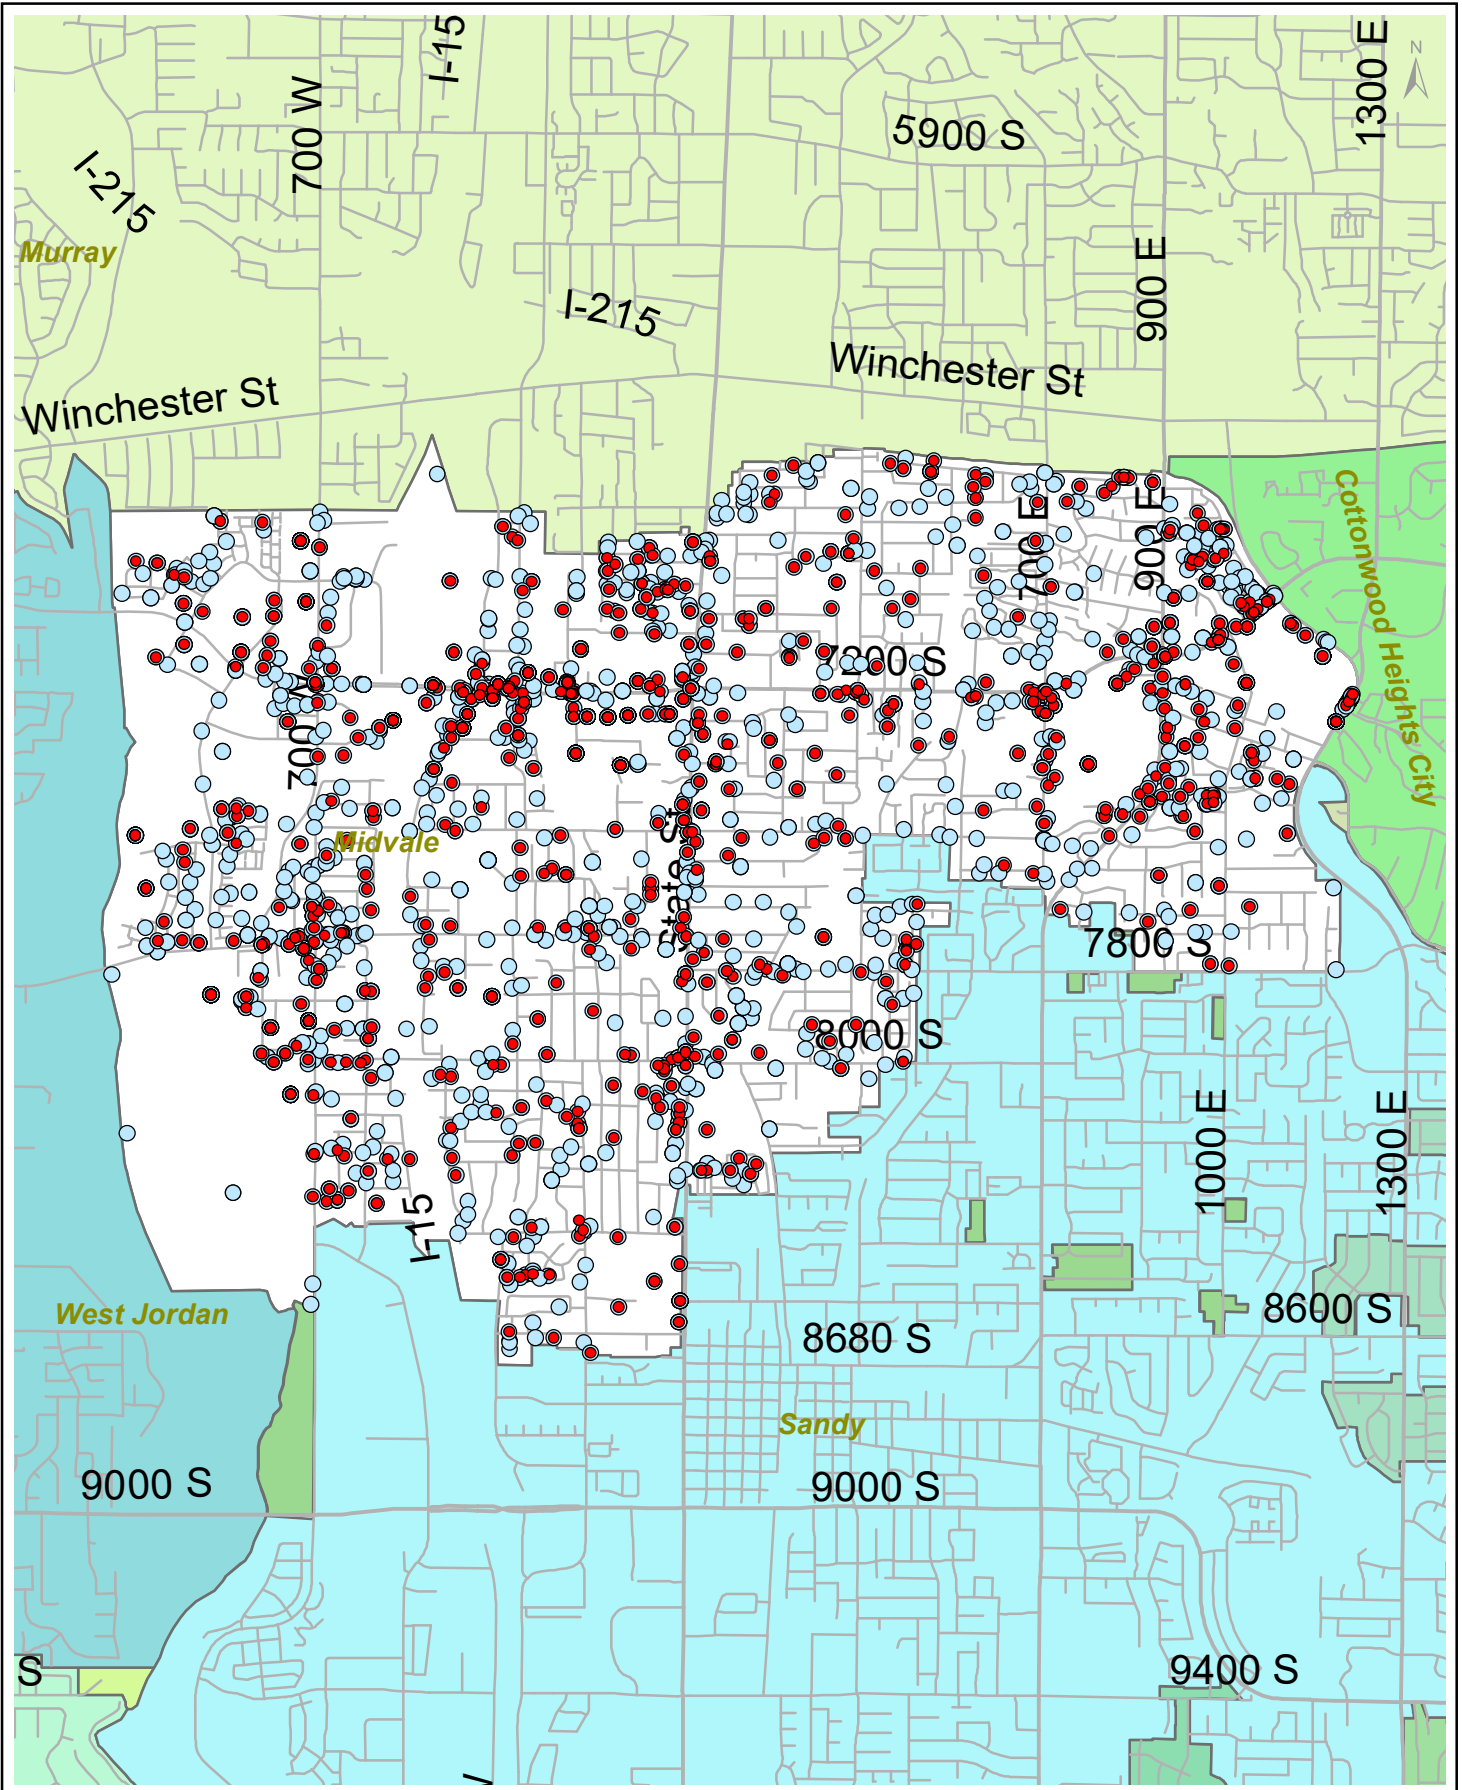 I-15
1300 E
N
700 W
5900 S
I-215
Murray
900 E
I-215
Winchester St
Winchester St
Cottonwood Heights City
700 E
900 E
7200 S
700 W
Midvale
State St
7800 S
8000 S
1000 E
1300 E
I-15
West Jordan
8600 S
8680 S
Sandy
9000 S
9000 S
S
9400 S